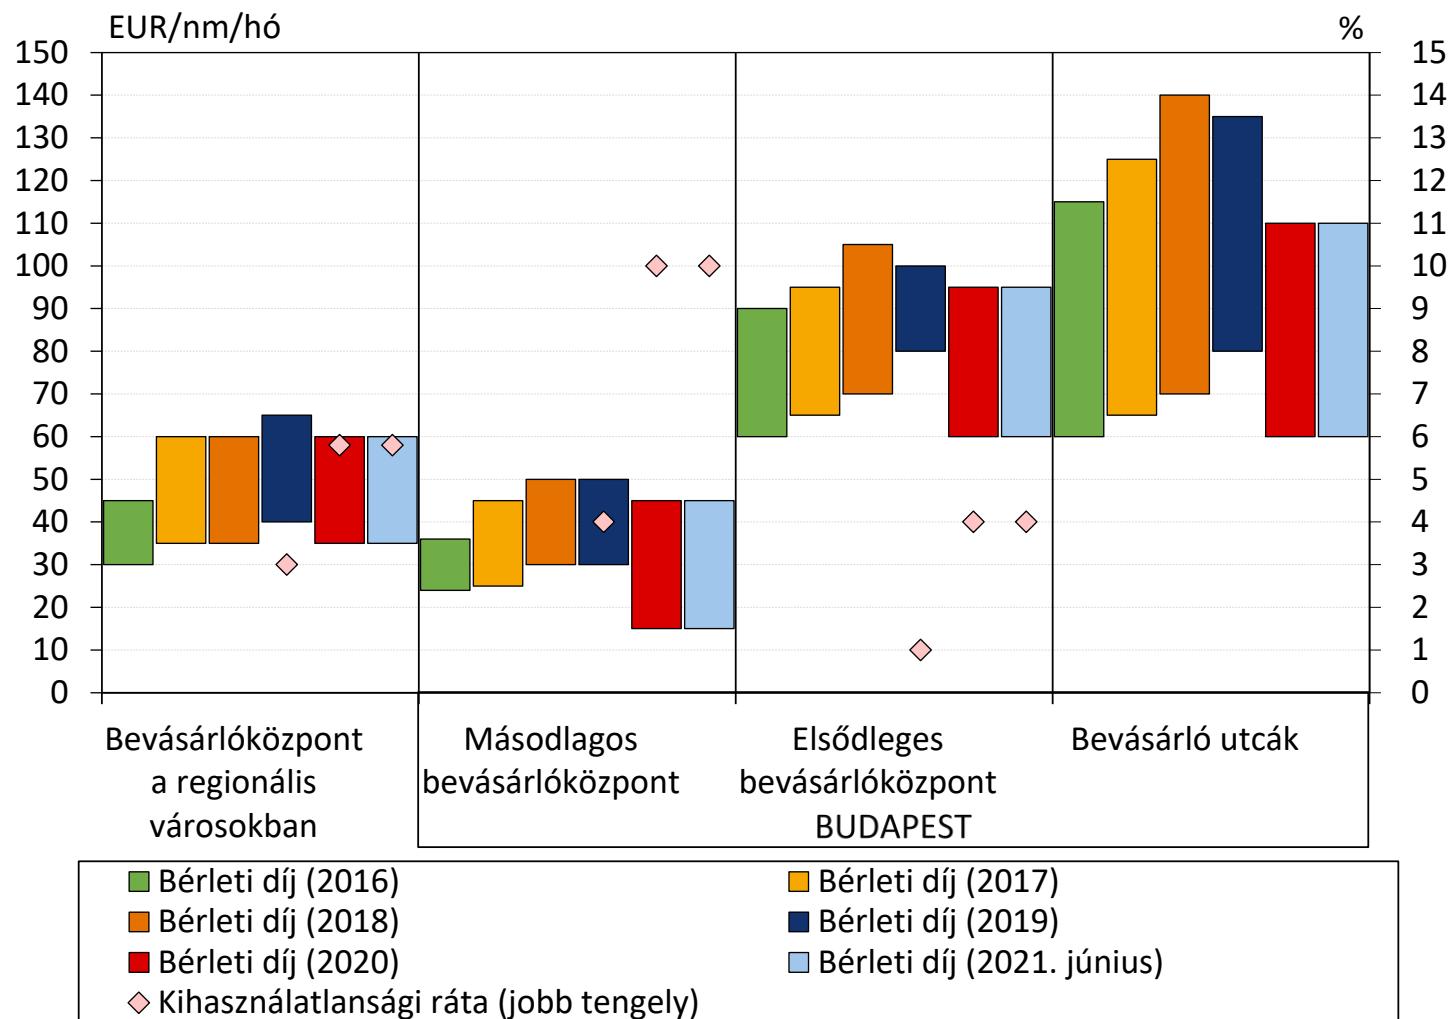 EUR/nm/hó %
150 15
140 14
130 13
120 12
110 11
100 10
90 9
80 8
70 7
60 6
50 5
40 4
30 3
20 2
10 1
0 0
Bevásárlóközpont Másodlagos Elsődleges Bevásárló utcák
a regionális bevásárlóközpont bevásárlóközpont
városokban BUDAPEST
Bérleti díj (2016) Bérleti díj (2017)
Bérleti díj (2018) Bérleti díj (2019)
Bérleti díj (2020) Bérleti díj (2021. június)
Kihasználatlansági ráta (jobb tengely)